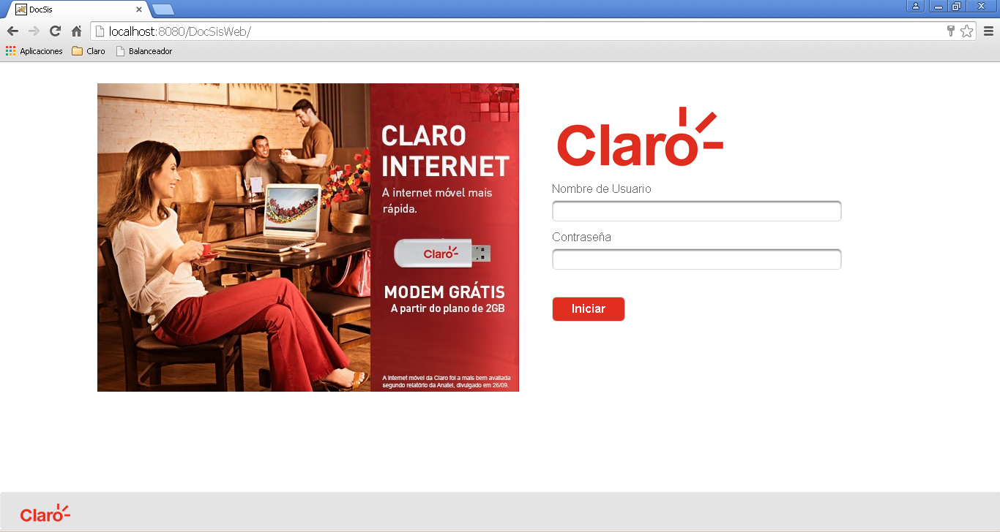 DocSis
localhost:8080/DocSisWeb/
Aplicaciones
Claro
Balanceador
CLARO
INTERNET
A internet móvel mais
rápida.
Claro
MODEM GRÁTIS
A partir do plano de 2GB
A internet móvel da Claro foi a mais bem avaliada
segundo relatório da Anatel, divulgado em 26/09.
Claro
Nombre de Usuario
Contraseña
Iniciar
Claro